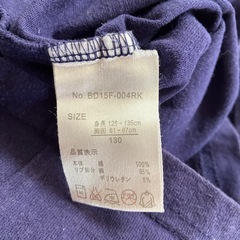 No. BD15F-004RK
SIZE
身長 125～135cm
胸囲 61～67cm
130
品質表示
本体 綿 100%
リブ部分 綿 95%
ポリウレタン 5%